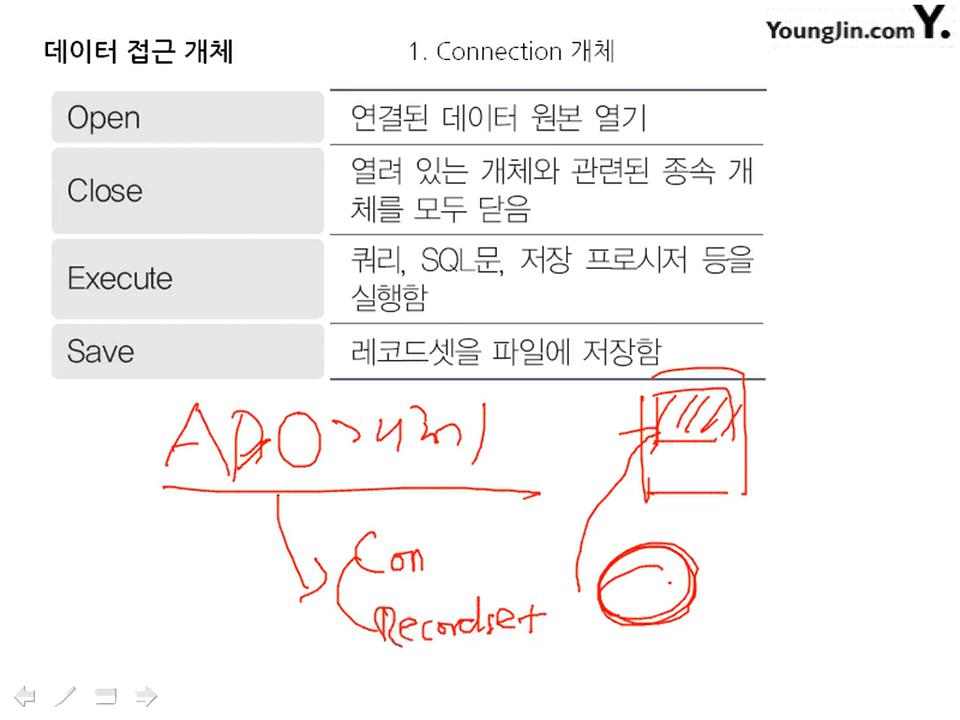 YoungJin.com Y.
데이터 접근 개체
1. Connection 개체
Open
연결된 데이터 원본 열기
Close
열려 있는 개체와 관련된 종속 개
체를 모두 닫음
Execute
쿼리, SQL문, 저장 프로시저 등을
실행함
Save
레코드셋을 파일에 저장함
ADO 개체
Con
Recordset